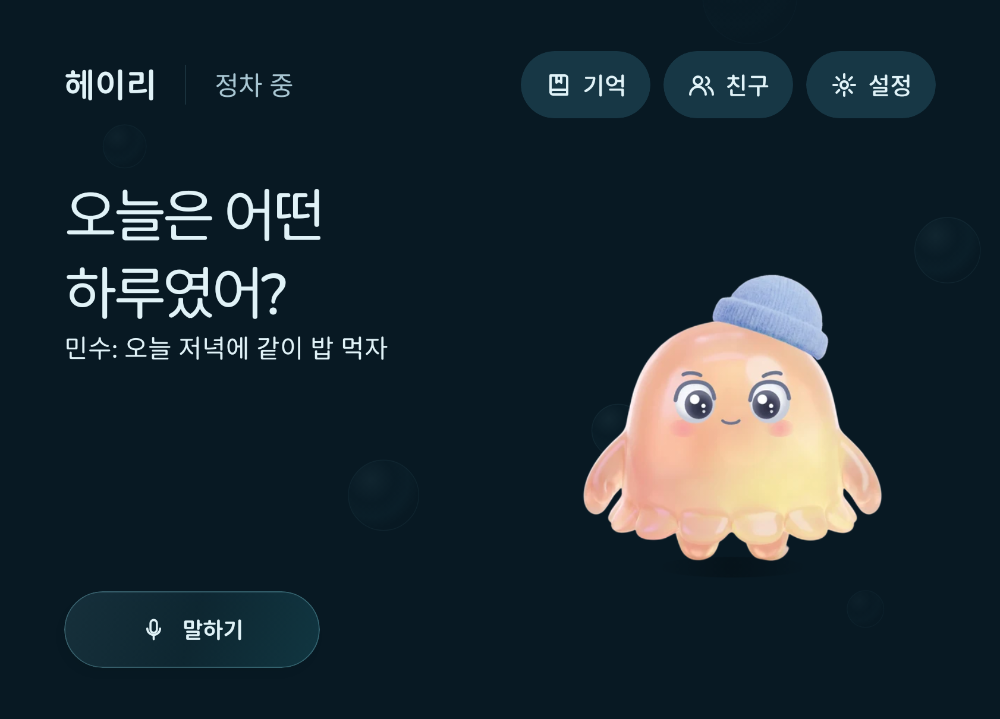 헤이리 정차 중 기억 친구 설정
오늘은 어떤
하루였어?
민수: 오늘 저녁에 같이 밥 먹자
말하기